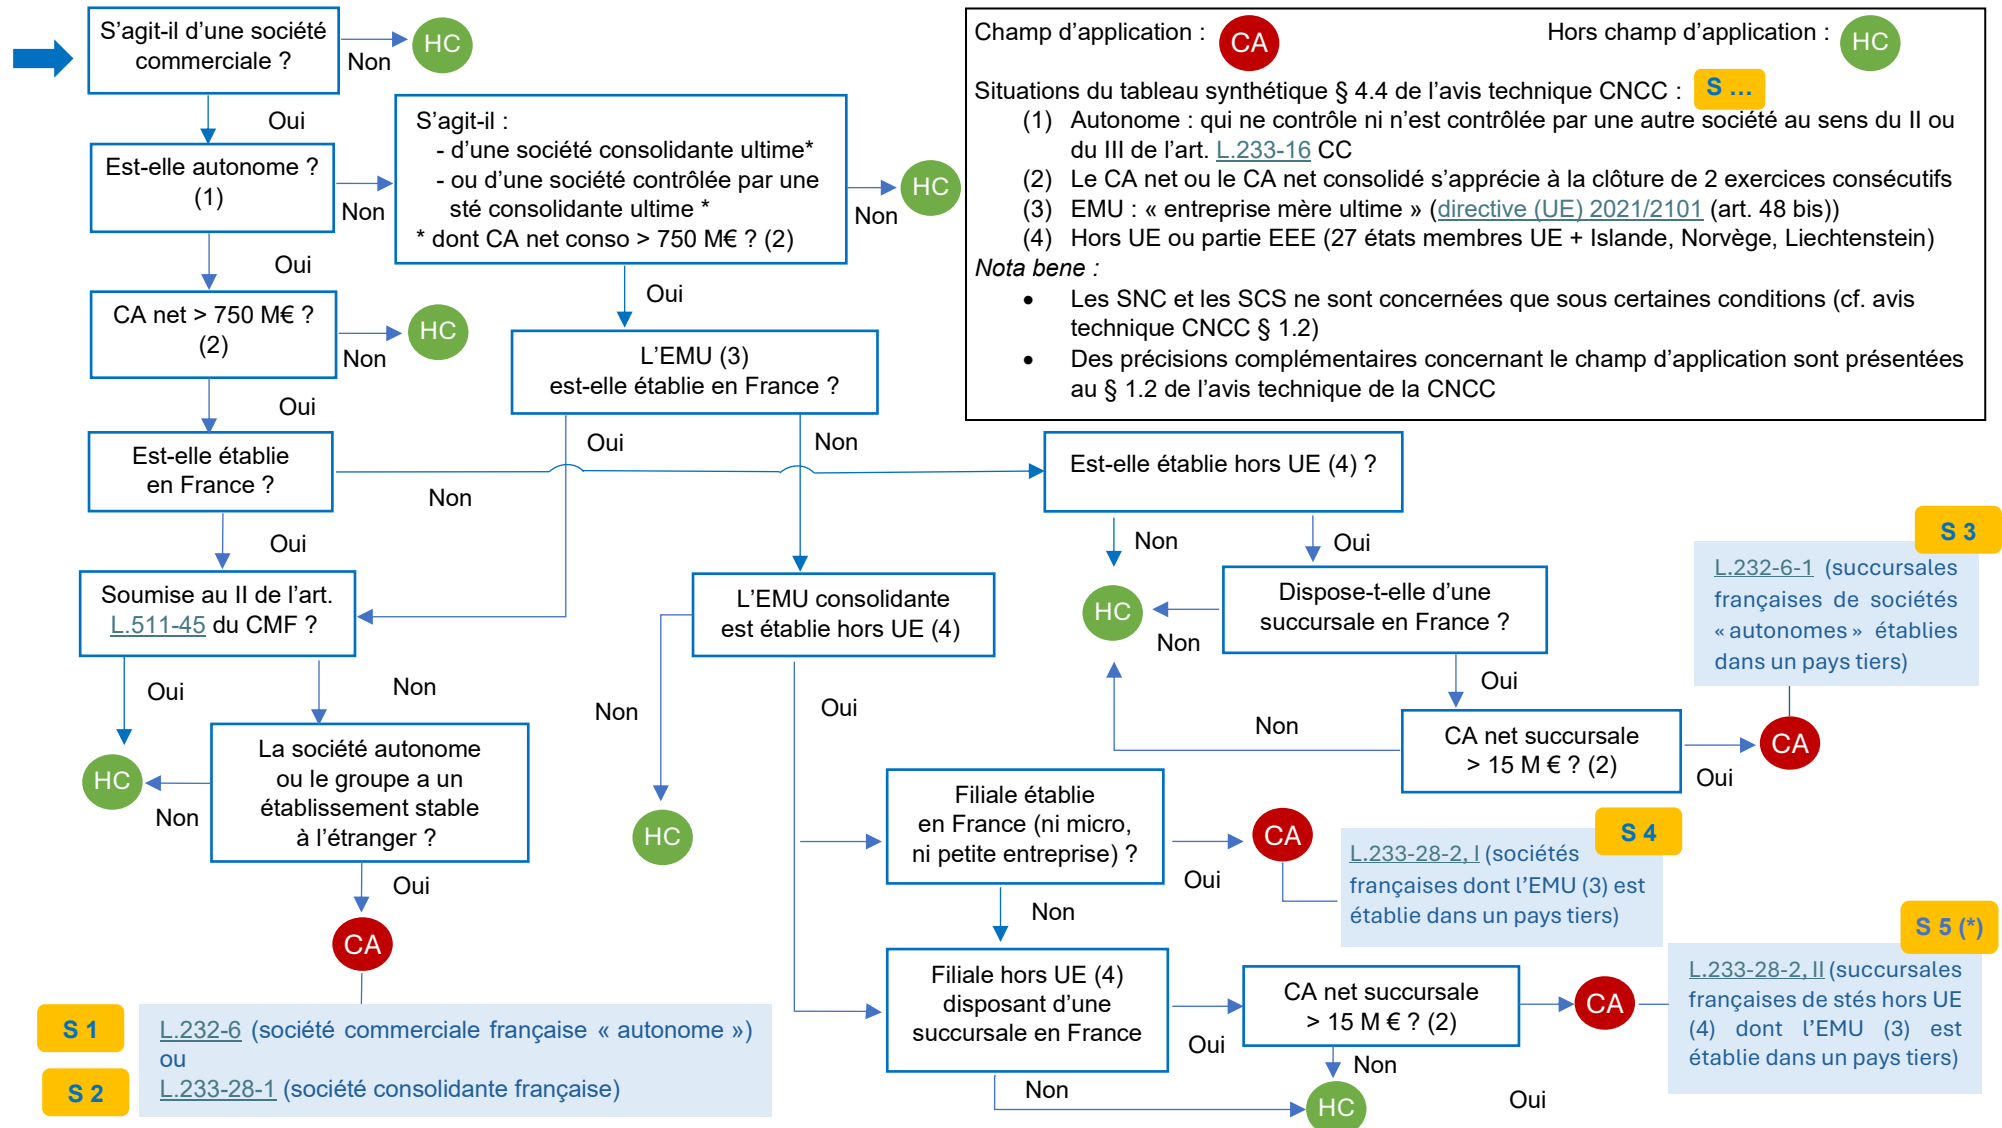 S'agit-il d'une société
commerciale ?
Non
HC
Oui
Est-elle autonome ?
(1)
Non
S'agit-il :
- d'une société consolidante ultime*
- ou d'une société contrôlée par une
sté consolidante ultime *
* dont CA net conso > 750 M€ ? (2)
Non
HC
Oui
CA net > 750 M€ ?
(2)
Non
HC
Oui
L'EMU (3)
est-elle établie en France ?
Oui
Non
Oui
Est-elle établie
en France ?
Non
Oui
Champ d'application :
CA
Hors champ d'application :
HC
Situations du tableau synthétique § 4.4 de l'avis technique CNCC :
S ...
(1) Autonome : qui ne contrôle ni n'est contrôlée par une autre société au sens du II ou
du III de l'art. L.233-16 CC
(2) Le CA net ou le CA net consolidé s'apprécie à la clôture de 2 exercices consécutifs
(3) EMU : « entreprise mère ultime » (directive (UE) 2021/2101 (art. 48 bis))
(4) Hors UE ou partie EEE (27 états membres UE + Islande, Norvège, Liechtenstein)
Nota bene :
• Les SNC et les SCS ne sont concernées que sous certaines conditions (cf. avis
technique CNCC § 1.2)
• Des précisions complémentaires concernant le champ d'application sont présentées
au § 1.2 de l'avis technique de la CNCC
Est-elle établie hors UE (4) ?
Non
Oui
HC
Dispose-t-elle d'une
succursale en France ?
Non
Oui
CA net succursale
> 15 M € ? (2)
Non
Oui
CA
S 3
L.232-6-1 (succursales
françaises de sociétés
« autonomes » établies
dans un pays tiers)
Soumise au II de l'art.
L.511-45 du CMF ?
Oui
Non
HC
La société autonome
ou le groupe a un
établissement stable
à l'étranger ?
Non
Oui
CA
S 1
L.232-6 (société commerciale française « autonome »)
ou
S 2
L.233-28-1 (société consolidante française)
L'EMU consolidante
est établie hors UE (4)
Non
Oui
HC
Filiale établie
en France (ni micro,
ni petite entreprise) ?
Oui
CA
Non
S 4
L.233-28-2, I (sociétés
françaises dont l'EMU (3) est
établie dans un pays tiers)
Filiale hors UE (4)
disposant d'une
succursale en France
Oui
Non
CA net succursale
> 15 M € ? (2)
Non
HC
Oui
CA
S 5 (*)
L.233-28-2, II (succursales
françaises de stés hors UE
(4) dont l'EMU (3) est
établie dans un pays tiers)